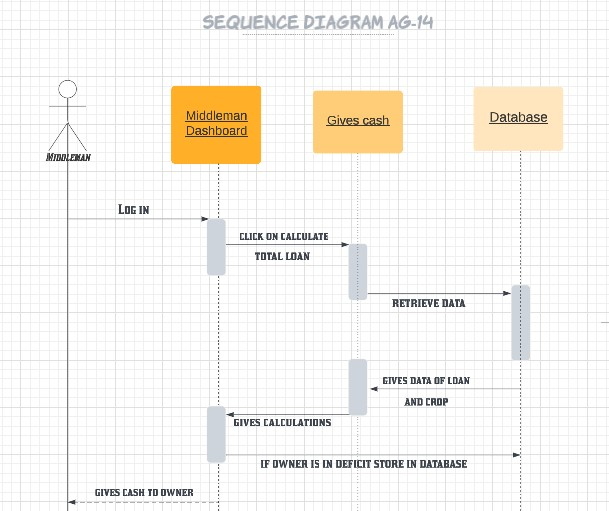 SEQUENCE DIAGRAM AG-14
Middleman
Dashboard
Gives cash
Database
MIDDLEMAN
LOG IN
CLICK ON CALCULATE
TOTAL LOAN
RETRIEVE DATA
GIVES DATA OF LOAN
AND CROP
GIVES CALCULATIONS
IF OWNER IS IN DEFICIT STORE IN DATABASE
GIVES CASH TO OWNER